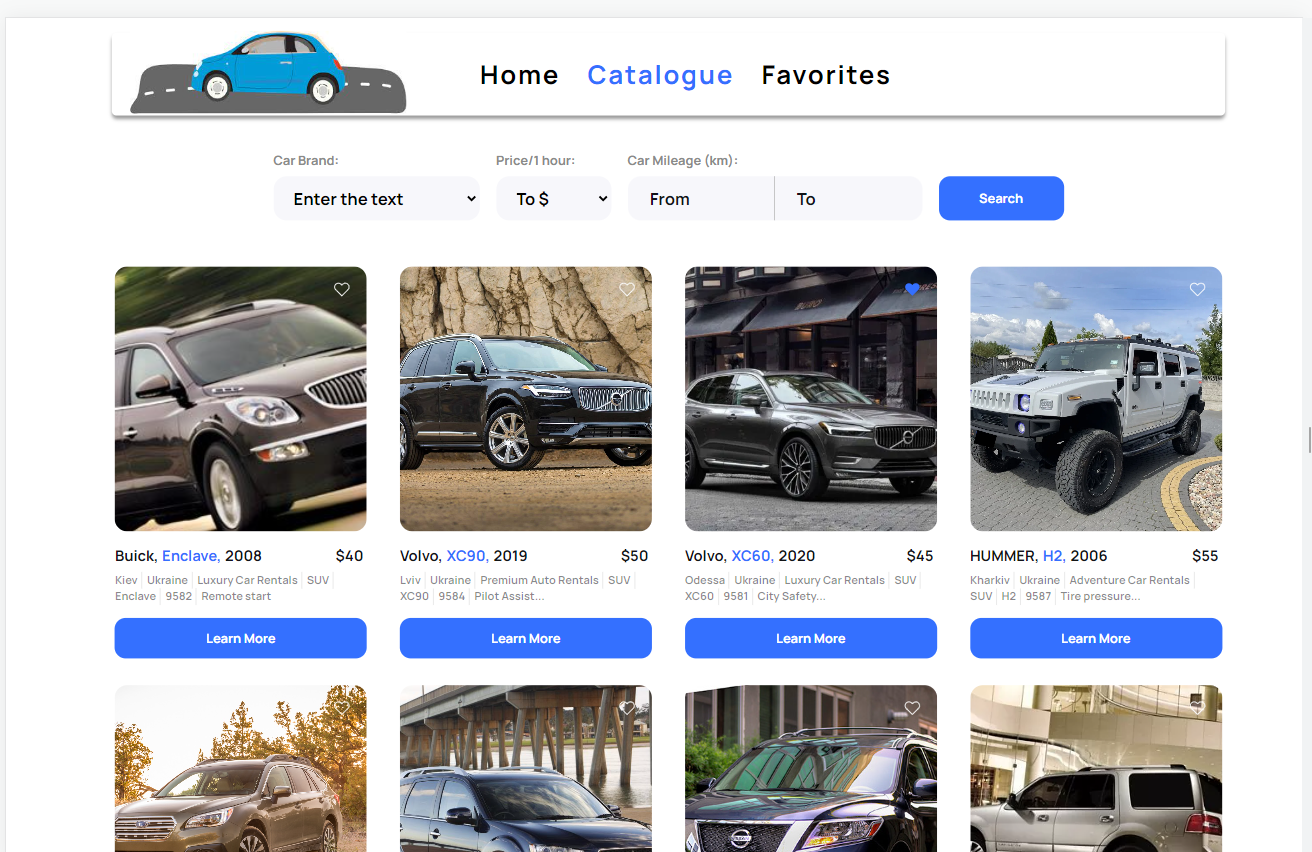 Home Catalogue Favorites
Car Brand: Price/1 hour: Car Mileage (km):
Enter the text To $ From To Search
Buick, Enclave, 2008 $40
Kiev Ukraine Luxury Car Rentals SUV
Enclave 9582 Remote start
Learn More
Volvo, XC90, 2019 $50
Lviv Ukraine Premium Auto Rentals SUV
XC90 9584 Pilot Assist...
Learn More
Volvo, XC60, 2020 $45
Odessa Ukraine Luxury Car Rentals SUV
XC60 9581 City Safety...
Learn More
HUMMER, H2, 2006 $55
Kharkiv Ukraine Adventure Car Rentals
SUV H2 9587 Tire pressure...
Learn More